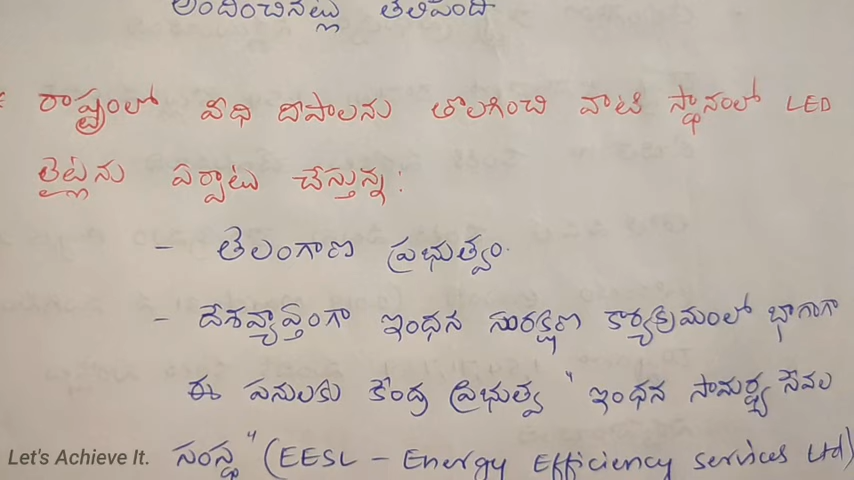 అందించినట్లు తెలిపింది
రాష్ట్రంలో వీధి దీపాలను తొలగించి వాటి స్థానంలో LED
లైట్లను ఏర్పాటు చేస్తున్న :
- తెలంగాణ ప్రభుత్వం.
- దేశవ్యాప్తంగా ఇంధన సురక్షణ కార్యక్రమంలో భాగంగా
ఈ పనులకు కేంద్ర ప్రభుత్వ "ఇంధన సామర్థ్య సేవల
సంస్థ" (EESL - Energy Efficiency services Ltd)
Let's Achieve It.